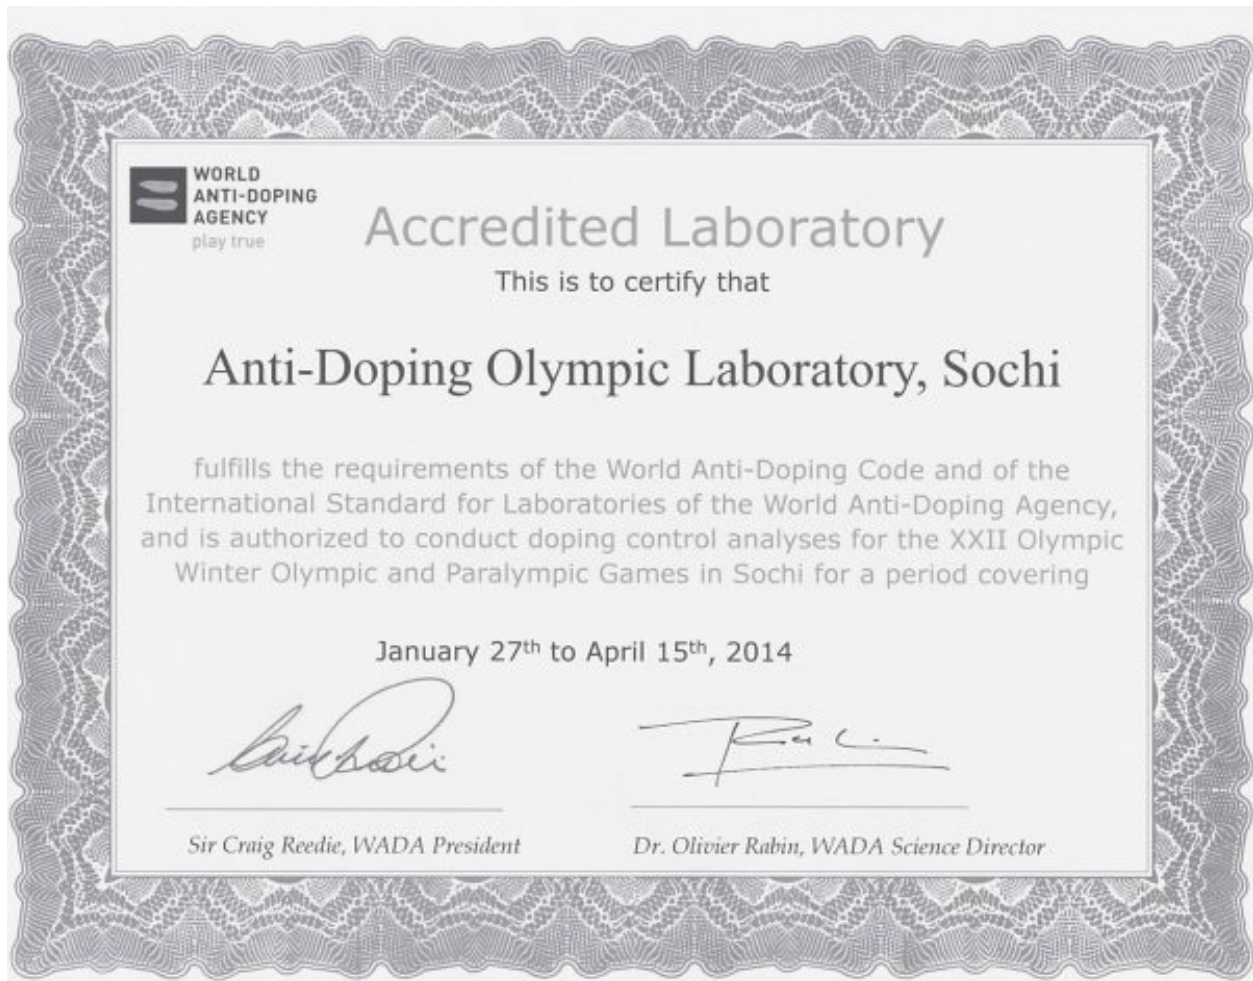 WORLD
ANTI-DOPING
AGENCY
play true
Accredited Laboratory
This is to certify that
Anti-Doping Olympic Laboratory, Sochi
fulfills the requirements of the World Anti-Doping Code and of the
International Standard for Laboratories of the World Anti-Doping Agency,
and is authorized to conduct doping control analyses for the XXII Olympic
Winter Olympic and Paralympic Games in Sochi for a period covering
January 27th to April 15th, 2014
Sir Craig Reedie, WADA President
Dr. Olivier Rabin, WADA Science Director